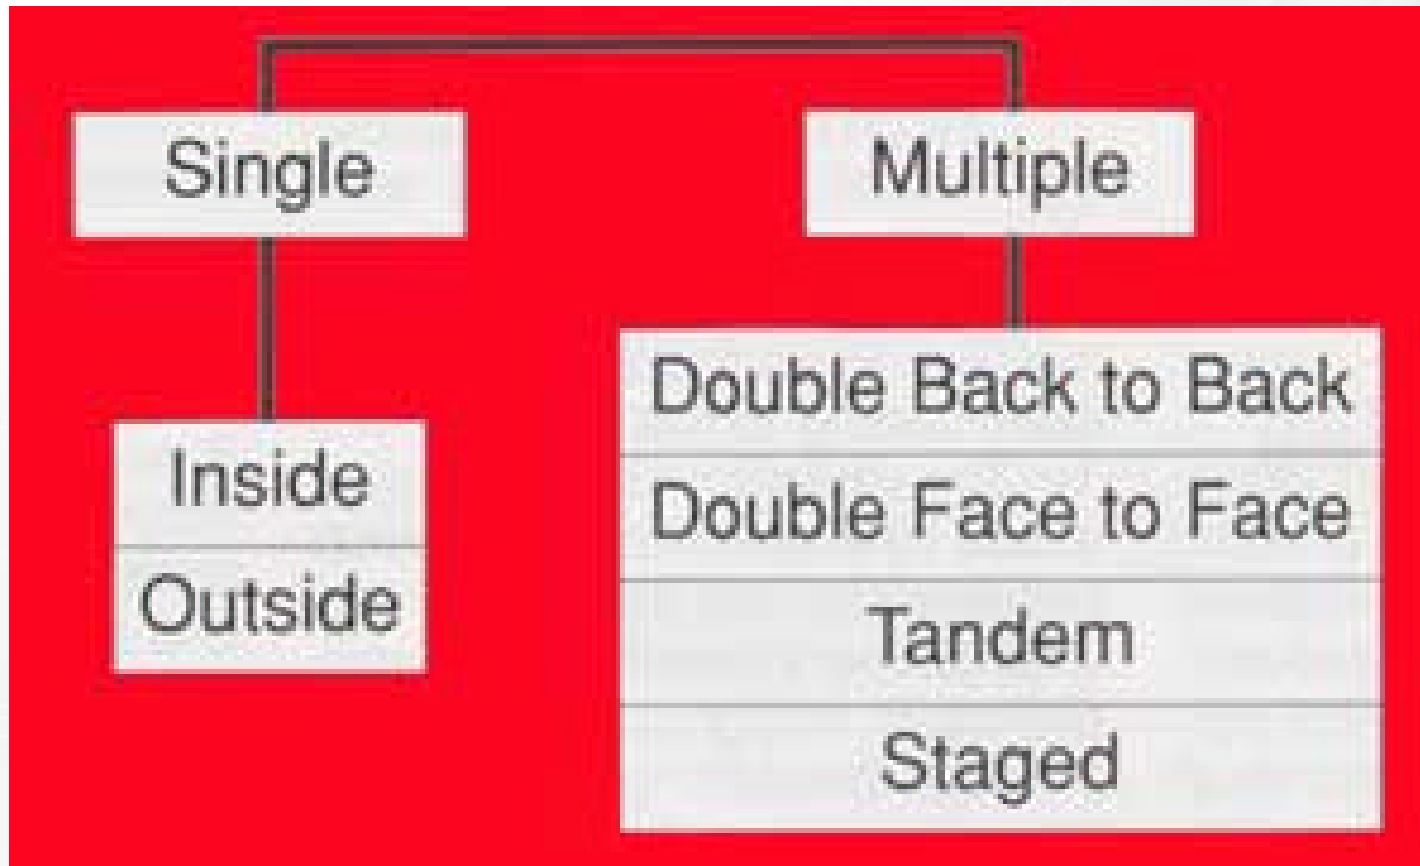 Single
Multiple
Inside
Outside
Double Back to Back
Double Face to Face
Tandem
Staged